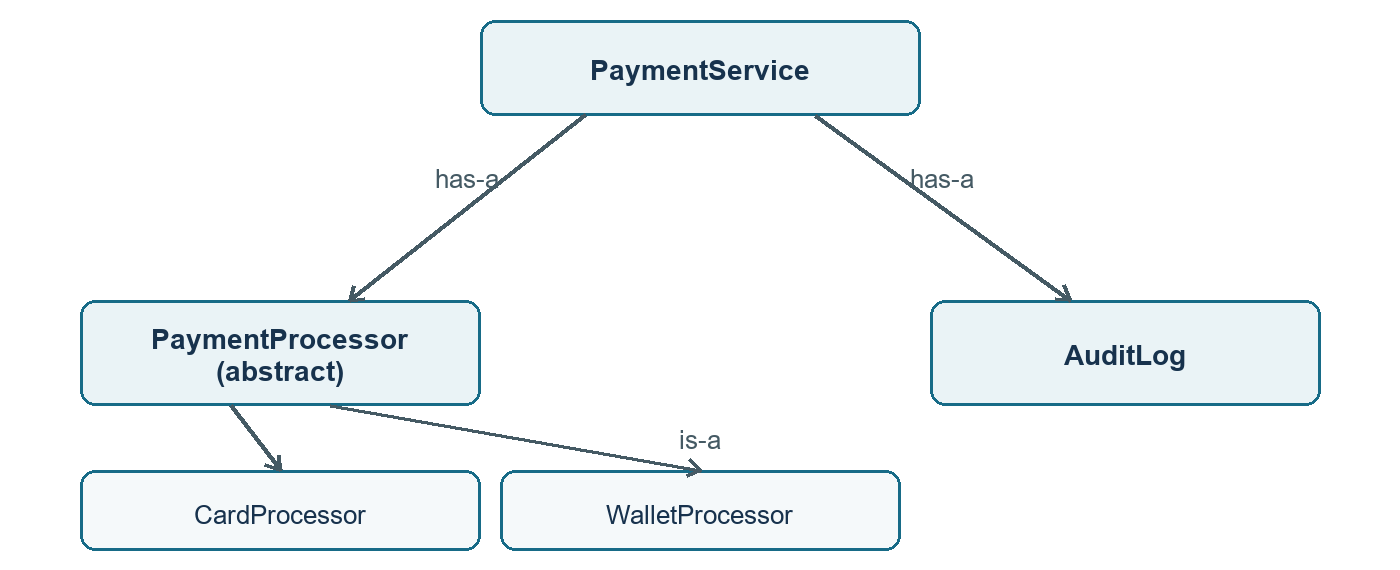 PaymentService
has-a
has-a
PaymentProcessor
(abstract)
AuditLog
is-a
CardProcessor
WalletProcessor